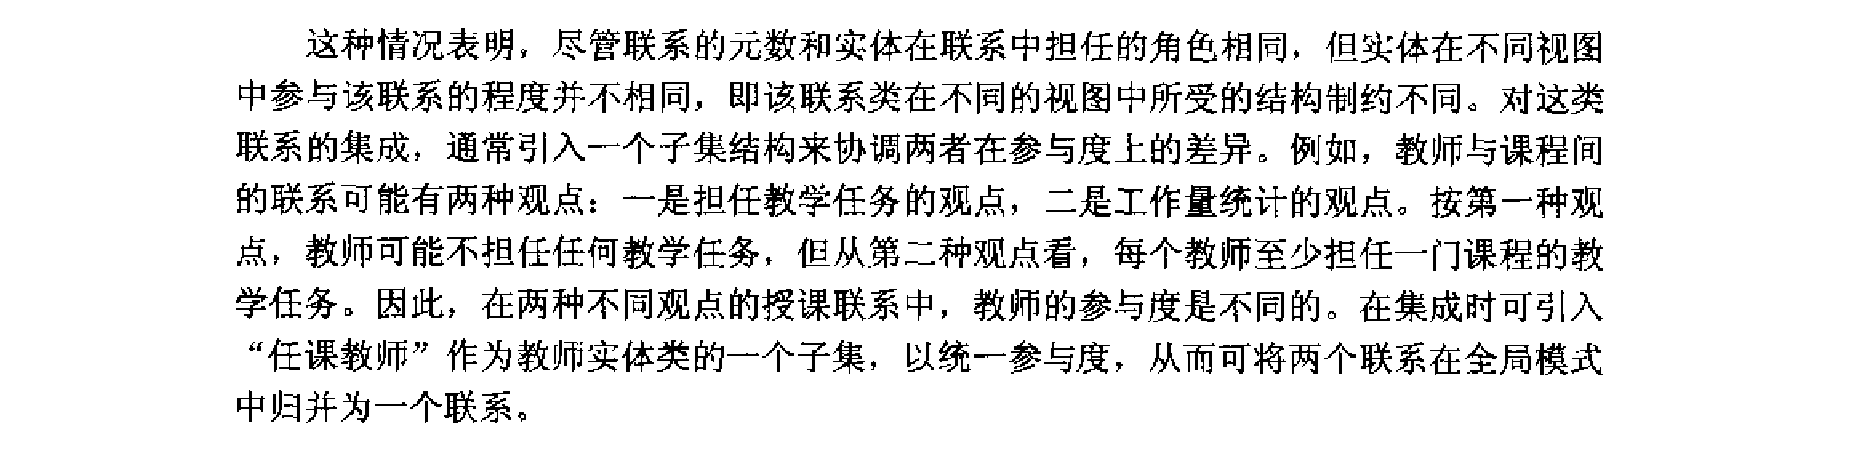 这种情况表明，尽管联系的元数和实体在联系中担任的角色相同，但实体在不同视图
中参与该联系的程度并不相同，即该联系类在不同的视图中所受的结构制约不同。对这类
联系的集成，通常引入一个子集结构来协调两者在参与度上的差异。例如，教师与课程间
的联系可能有两种观点：一是担任教学任务的观点，二是工作量统计的观点。按第一种观
点，教师可能不担任任何教学任务，但从第二种观点看，每个教师至少担任一门课程的教
学任务。因此，在两种不同观点的授课联系中，教师的参与度是不同的。在集成时可引入
“任课教师”作为教师实体类的一个子集，以统一参与度，从而可将两个联系在全局模式
中归并为一个联系。